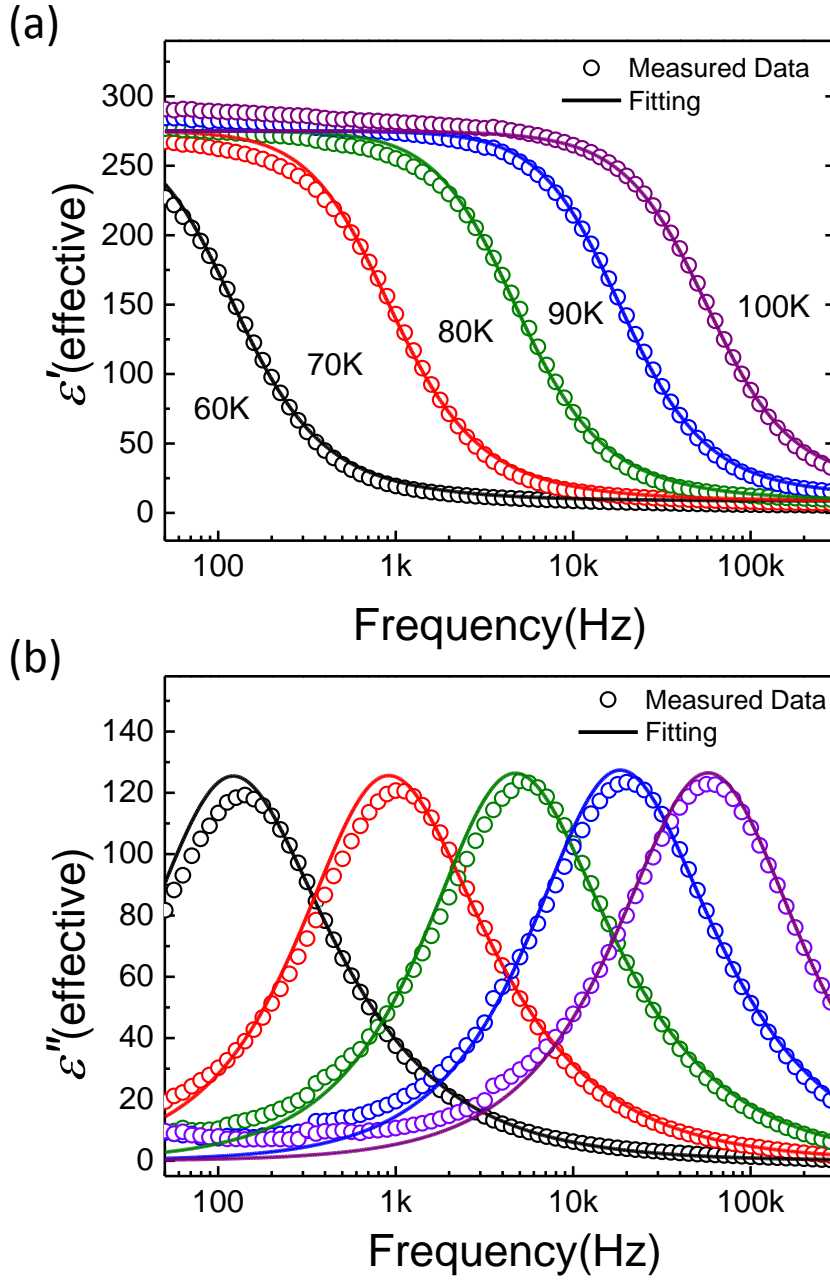 (a)
Measured Data
Fitting
300
250
200
150
100
50
0
ε'(effective)
60K
70K
80K
90K
100K
100
1k
10k
100k
Frequency(Hz)
(b)
Measured Data
Fitting
140
120
100
80
60
40
20
0
ε"(effective)
100
1k
10k
100k
Frequency(Hz)